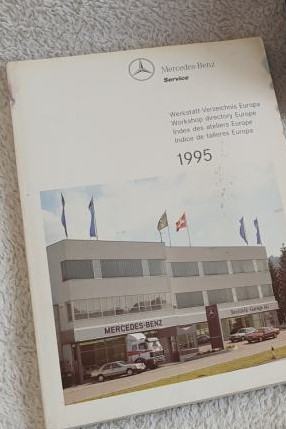 Mercedes-Benz
Service
Werkstatt-Verzeichnis Europa
Workshop directory Europe
Index des ateliers Europe
Indice de talleres Europa
1995
MERCEDES-BENZ
Garage